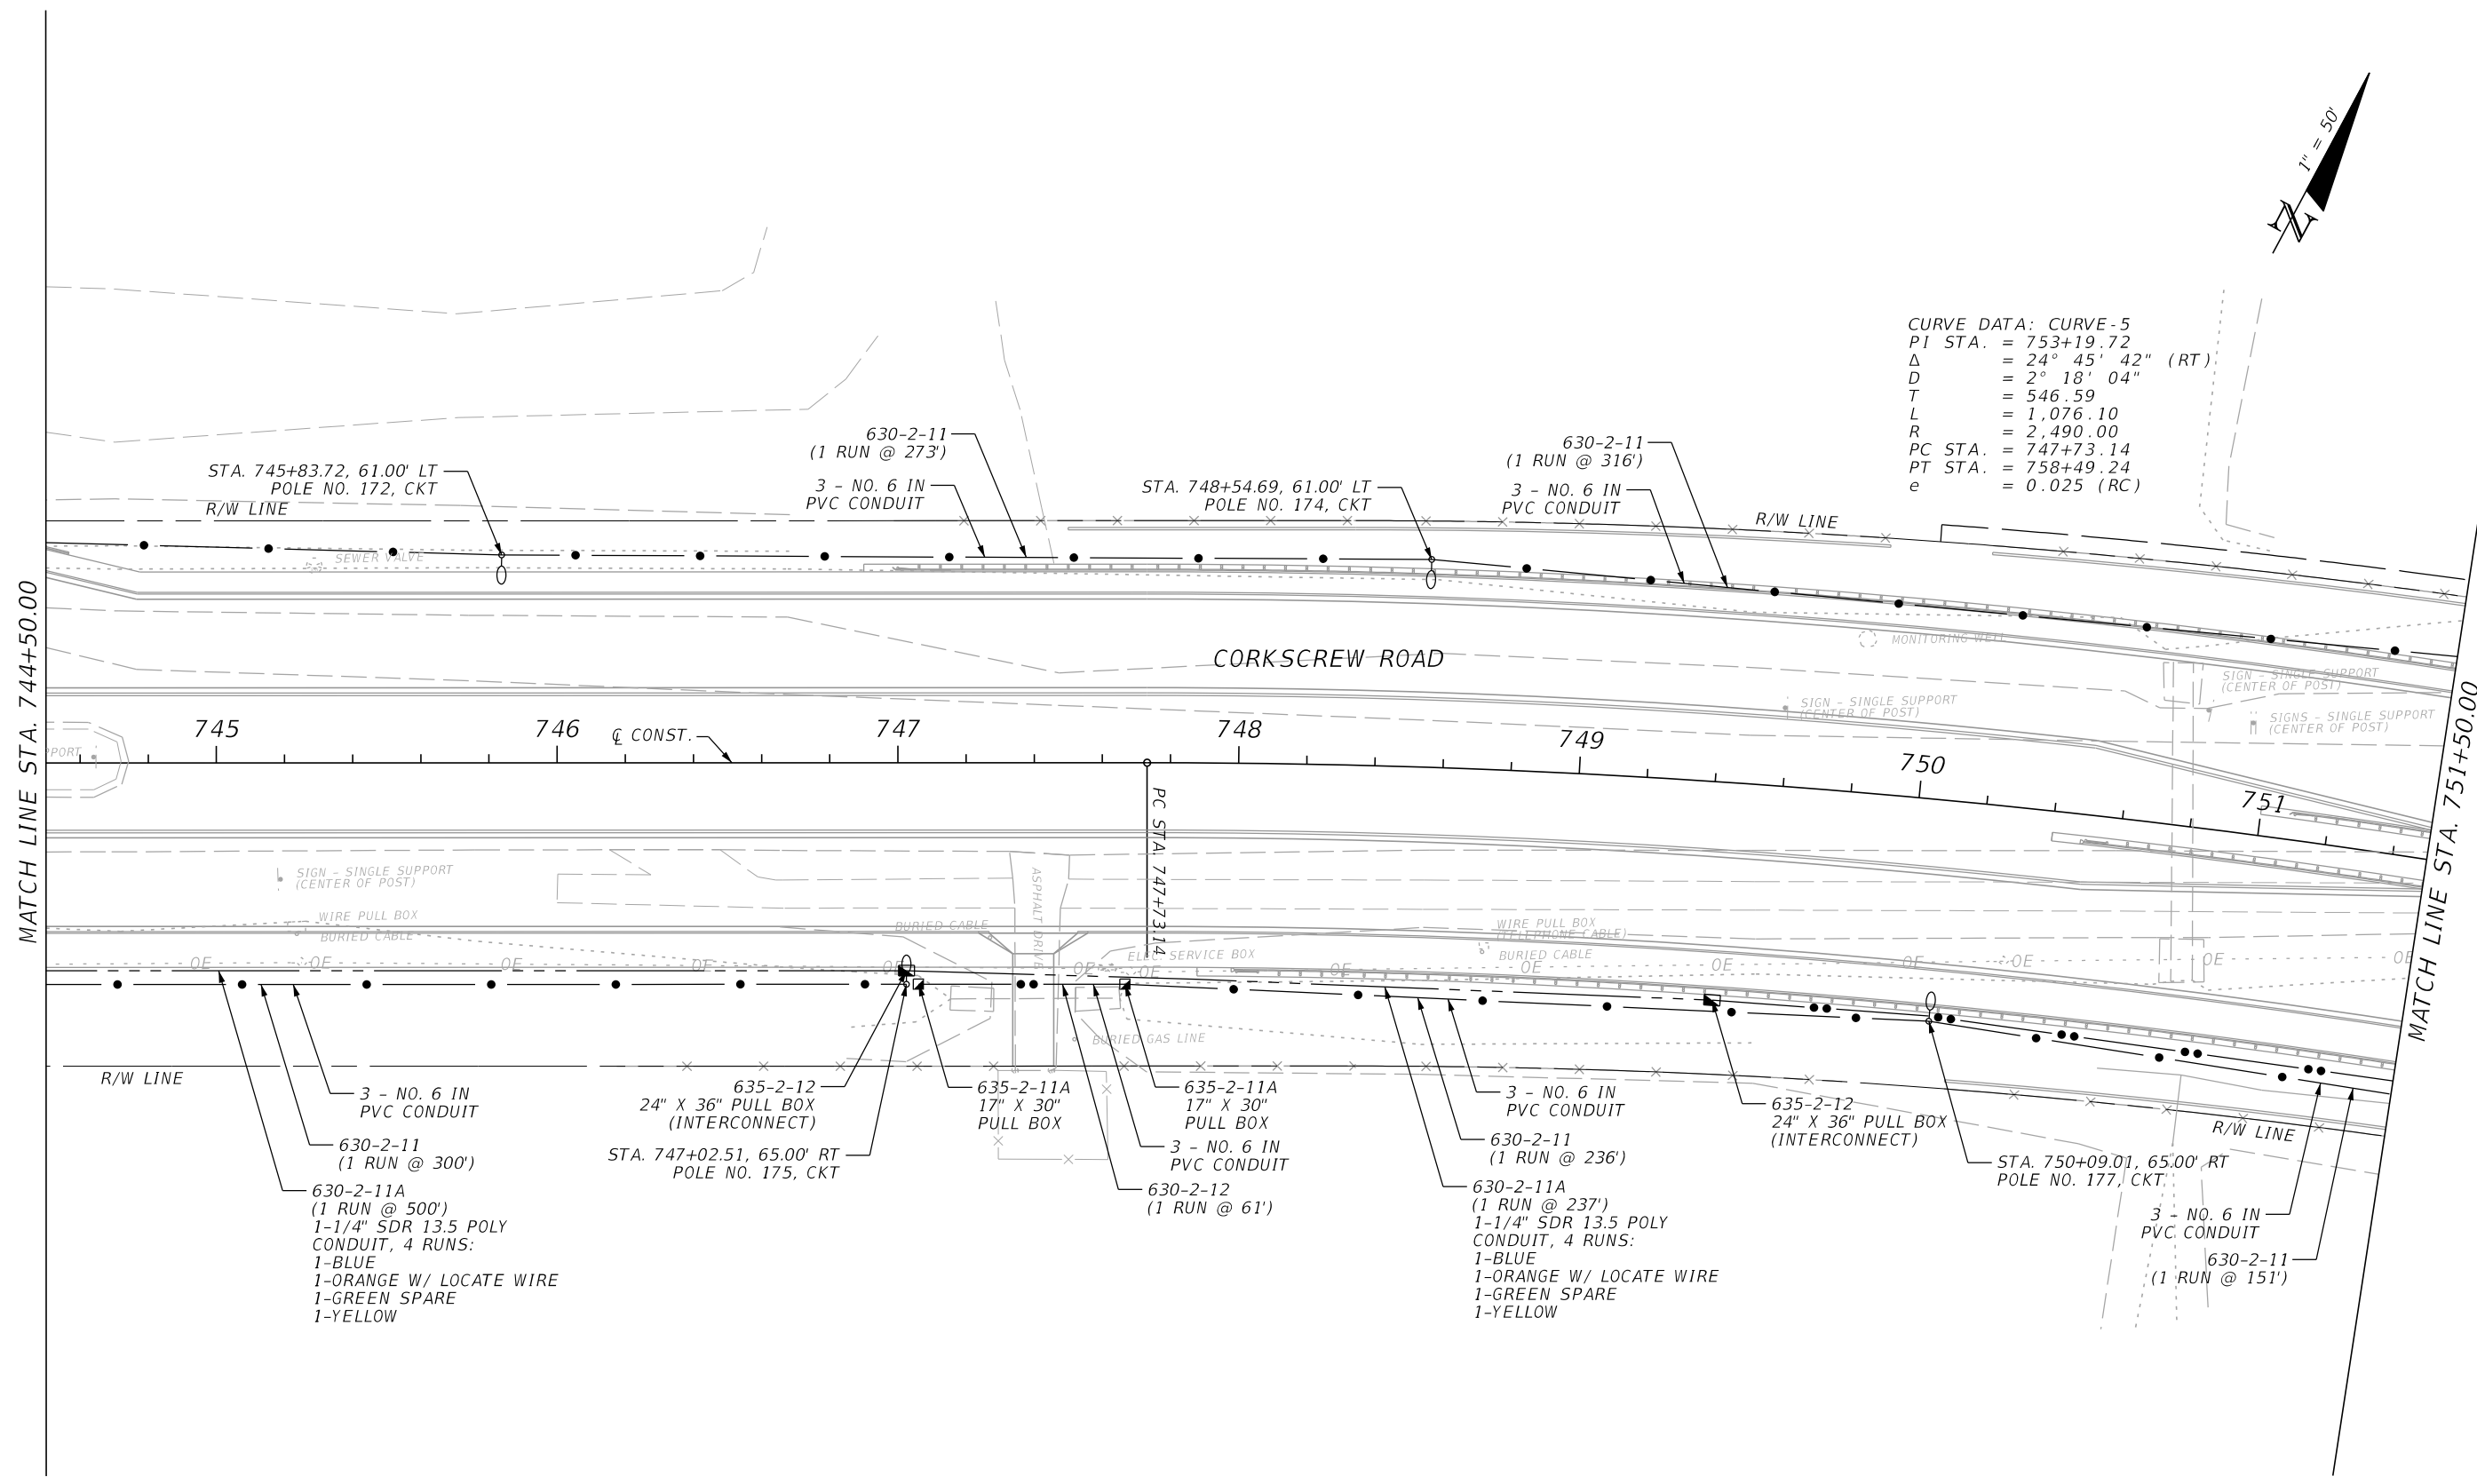 1" = 50'
N
CURVE DATA: CURVE-5
PI STA. = 753+19.72
Δ = 24° 45' 42" (RT)
D = 2° 18' 04"
T = 546.59
L = 1,076.10
R = 2,490.00
PC STA. = 747+73.14
PT STA. = 758+49.24
e = 0.025 (RC)
630-2-11
(1 RUN @ 273')
3 - NO. 6 IN
PVC CONDUIT
630-2-11
(1 RUN @ 316')
3 - NO. 6 IN
PVC CONDUIT
STA. 745+83.72, 61.00' LT
POLE NO. 172, CKT
STA. 748+54.69, 61.00' LT
POLE NO. 174, CKT
R/W LINE
R/W LINE
SEWER VALVE
MONITORING WELL
CORKSCREW ROAD
SIGN - SINGLE SUPPORT
(CENTER OF POST)
SIGN - SINGLE SUPPORT
(CENTER OF POST)
SIGNS - SINGLE SUPPORT
(CENTER OF POST)
MATCH LINE STA. 744+50.00
MATCH LINE STA. 751+50.00
745
746
℄ CONST.
747
748
749
750
751
PPORT
PC STA. 747+73.14
ASPHALT DRIVE
SIGN - SINGLE SUPPORT
(CENTER OF POST)
WIRE PULL BOX
BURIED CABLE
BURIED CABLE
WIRE PULL BOX
(TELEPHONE CABLE)
BURIED CABLE
ELEC SERVICE BOX
OE
OE
OE
OE
OE
OE
OE
OE
OE
OE
OE
OE
OE
OE
BURIED GAS LINE
R/W LINE
R/W LINE
3 - NO. 6 IN
PVC CONDUIT
630-2-11
(1 RUN @ 300')
630-2-11A
(1 RUN @ 500')
1-1/4" SDR 13.5 POLY
CONDUIT, 4 RUNS:
1-BLUE
1-ORANGE W/ LOCATE WIRE
1-GREEN SPARE
1-YELLOW
635-2-12
24" X 36" PULL BOX
(INTERCONNECT)
STA. 747+02.51, 65.00' RT
POLE NO. 175, CKT
635-2-11A
17" X 30"
PULL BOX
635-2-11A
17" X 30"
PULL BOX
3 - NO. 6 IN
PVC CONDUIT
630-2-12
(1 RUN @ 61')
3 - NO. 6 IN
PVC CONDUIT
630-2-11
(1 RUN @ 236')
630-2-11A
(1 RUN @ 237')
1-1/4" SDR 13.5 POLY
CONDUIT, 4 RUNS:
1-BLUE
1-ORANGE W/ LOCATE WIRE
1-GREEN SPARE
1-YELLOW
635-2-12
24" X 36" PULL BOX
(INTERCONNECT)
STA. 750+09.01, 65.00' RT
POLE NO. 177, CKT
3 - NO. 6 IN
PVC CONDUIT
630-2-11
(1 RUN @ 151')